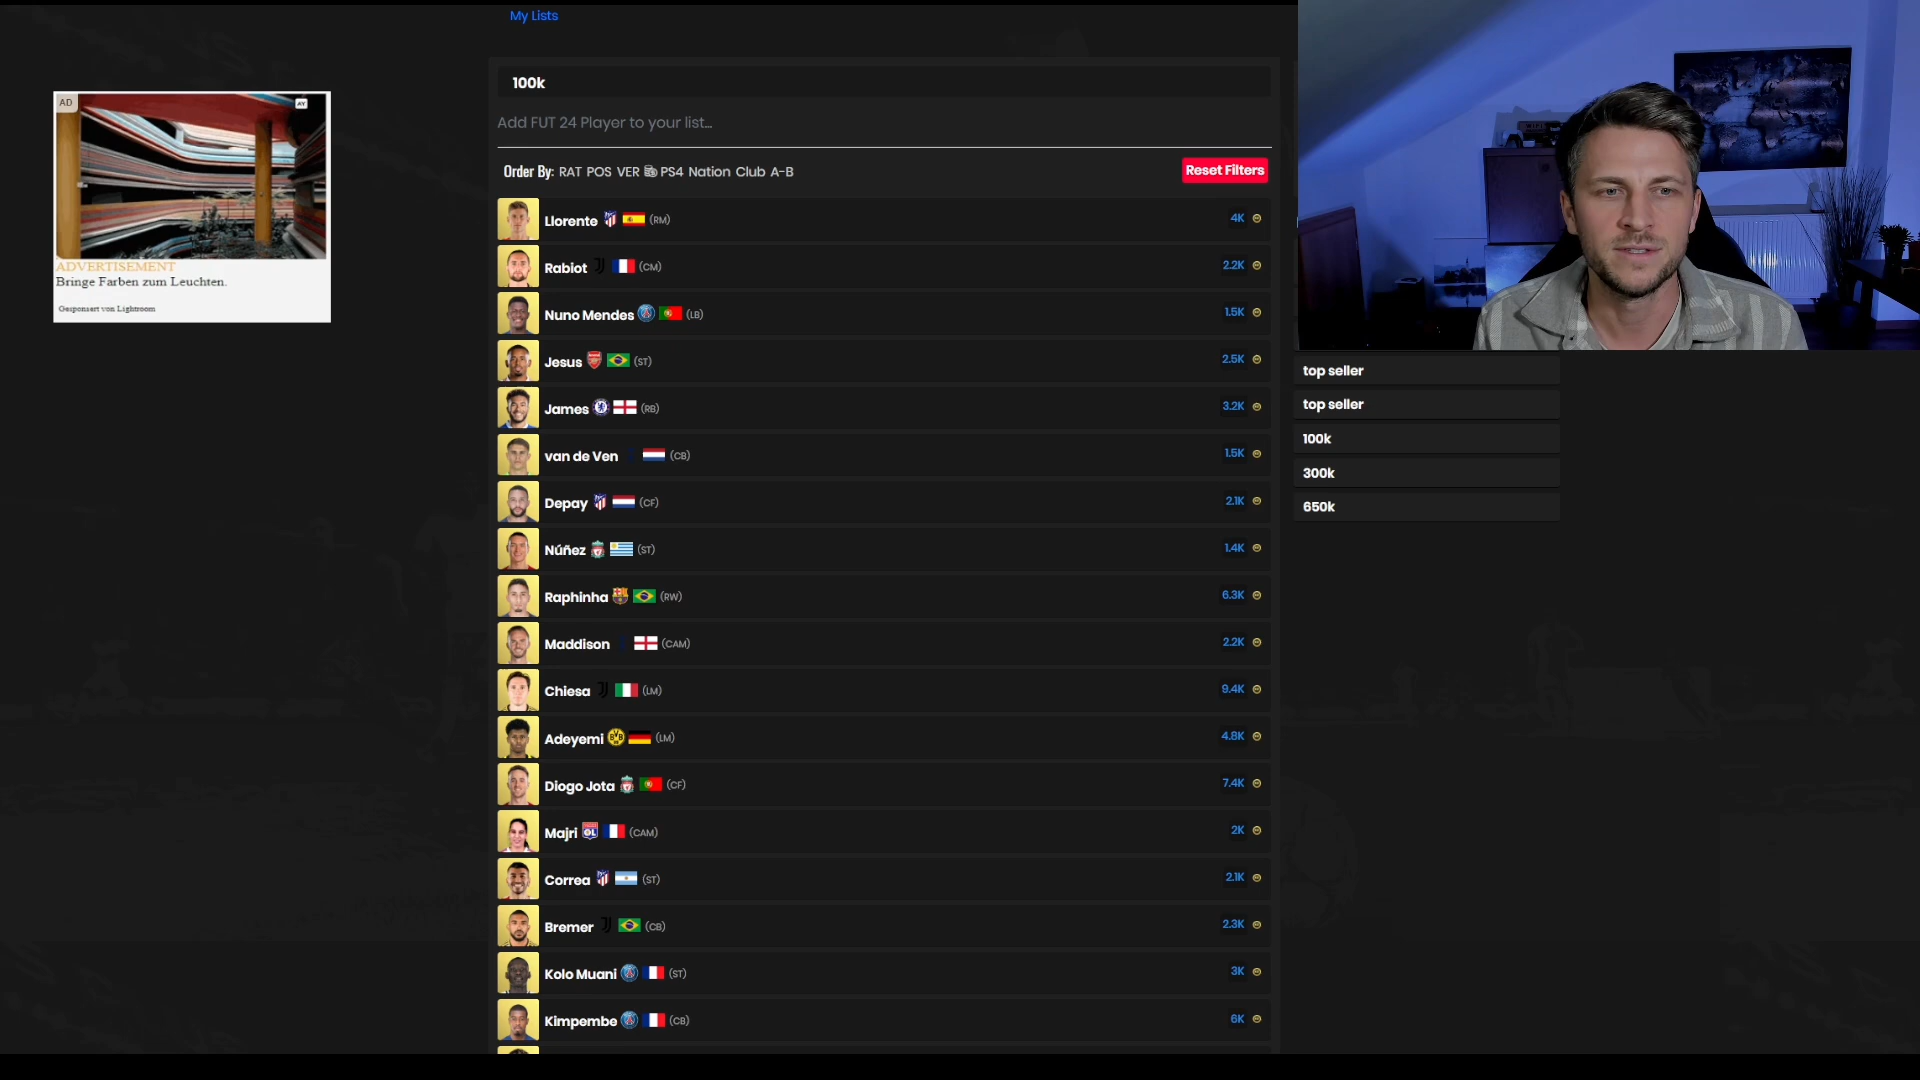 My Lists
100k
Add FUT 24 Player to your list...
Order By: RAT POS VER PS4 Nation Club A-B
Reset Filters
Llorente (RM) 4K
Rabiot (CM) 2.2K
Nuno Mendes (LB) 1.5K
Jesus (ST) 2.5K
James (RB) 3.2K
van de Ven (CB) 1.5K
Depay (CF) 2.1K
Núñez (ST) 1.4K
Raphinha (RW) 6.3K
Maddison (CAM) 2.2K
Chiesa (LM) 9.4K
Adeyemi (LM) 4.8K
Diogo Jota (CF) 7.4K
Majri (CAM) 2K
Correa (ST) 2.1K
Bremer (CB) 2.3K
Kolo Muani (ST) 3K
Kimpembe (CB) 6K
top seller
top seller
100k
300k
650k
AD
AY
ADVERTISEMENT
Bringe Farben zum Leuchten.
Gesponsert von Lightroom